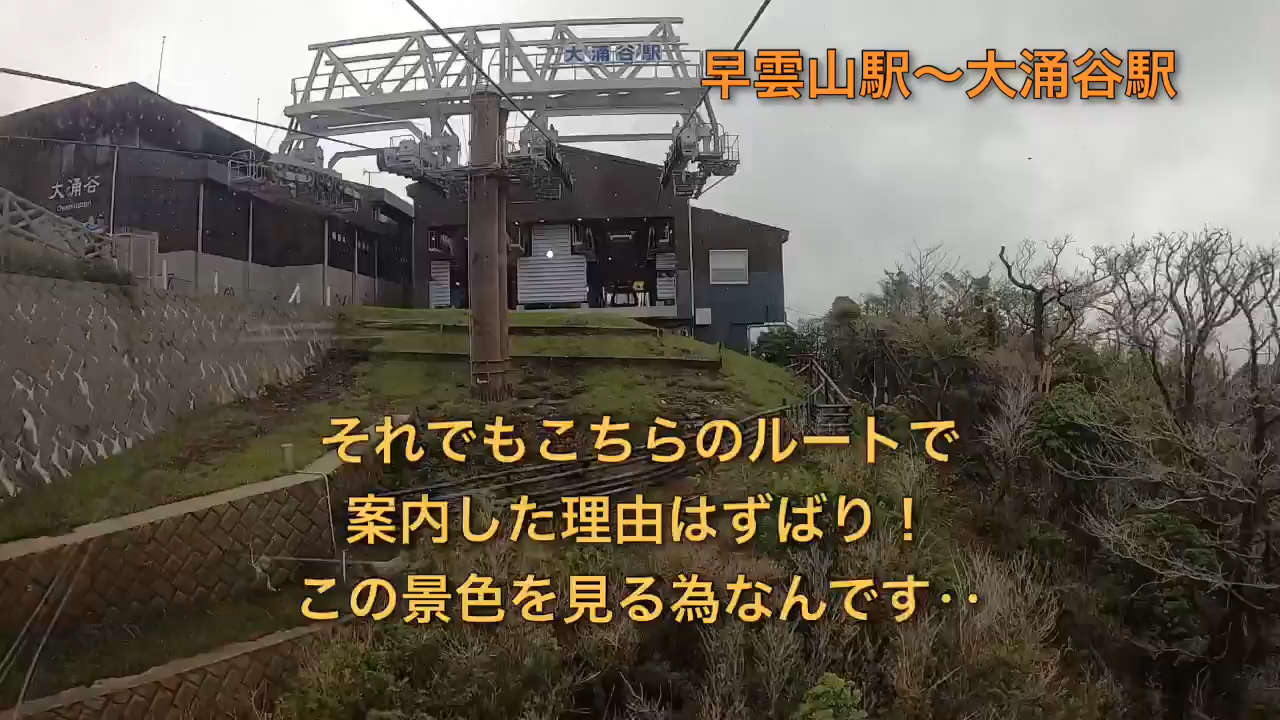 大涌谷駅
早雲山駅～大涌谷駅
大涌谷
Owakudani
それでもこちらのルートで
案内した理由はずばり！
この景色を見る為なんです‥